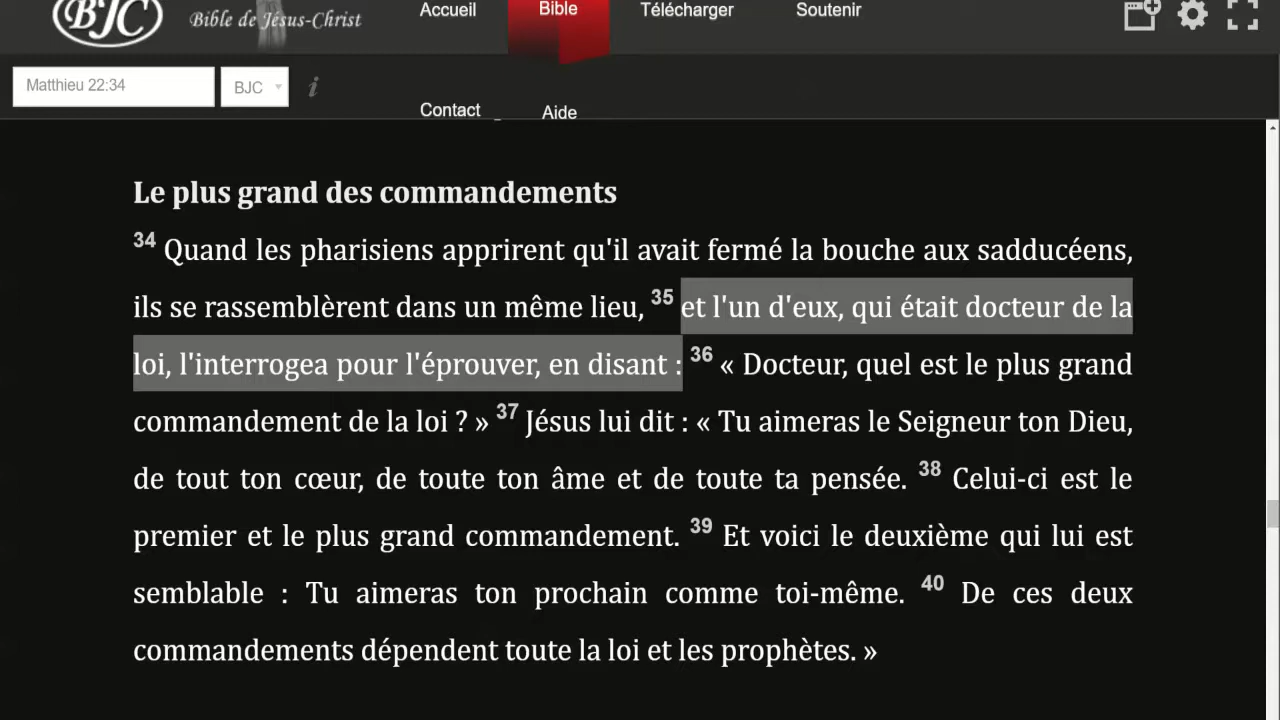 BJC
Bible de Jésus-Christ
Accueil
Bible
Télécharger
Soutenir
Matthieu 22:34
BJC
i
Contact
Aide
Le plus grand des commandements
34 Quand les pharisiens apprirent qu'il avait fermé la bouche aux sadducéens,
ils se rassemblèrent dans un même lieu, 35 et l'un d'eux, qui était docteur de la
loi, l'interrogea pour l'éprouver, en disant : 36 « Docteur, quel est le plus grand
commandement de la loi ? » 37 Jésus lui dit : « Tu aimeras le Seigneur ton Dieu,
de tout ton cœur, de toute ton âme et de toute ta pensée. 38 Celui-ci est le
premier et le plus grand commandement. 39 Et voici le deuxième qui lui est
semblable : Tu aimeras ton prochain comme toi-même. 40 De ces deux
commandements dépendent toute la loi et les prophètes. »